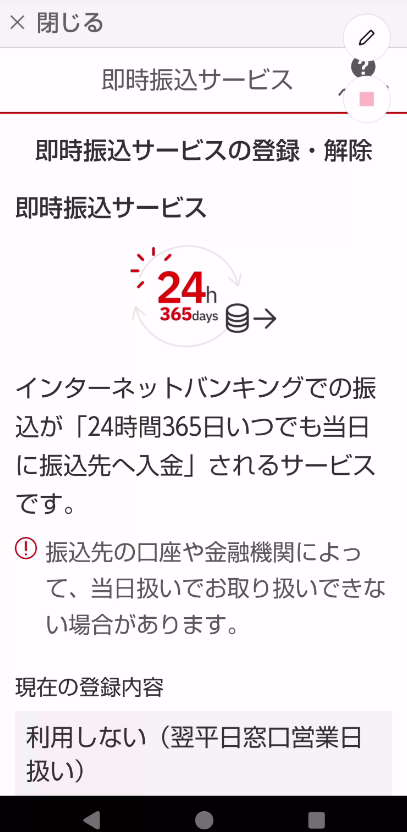 × 閉じる
即時振込サービス
?
即時振込サービスの登録・解除
即時振込サービス
24h
365days
インターネットバンキングでの振
込が「24時間365日いつでも当日
に振込先へ入金」されるサービス
です。
振込先の口座や金融機関によっ
て、当日扱いでお取り扱いできな
い場合があります。
現在の登録内容
利用しない（翌平日窓口営業日
扱い）